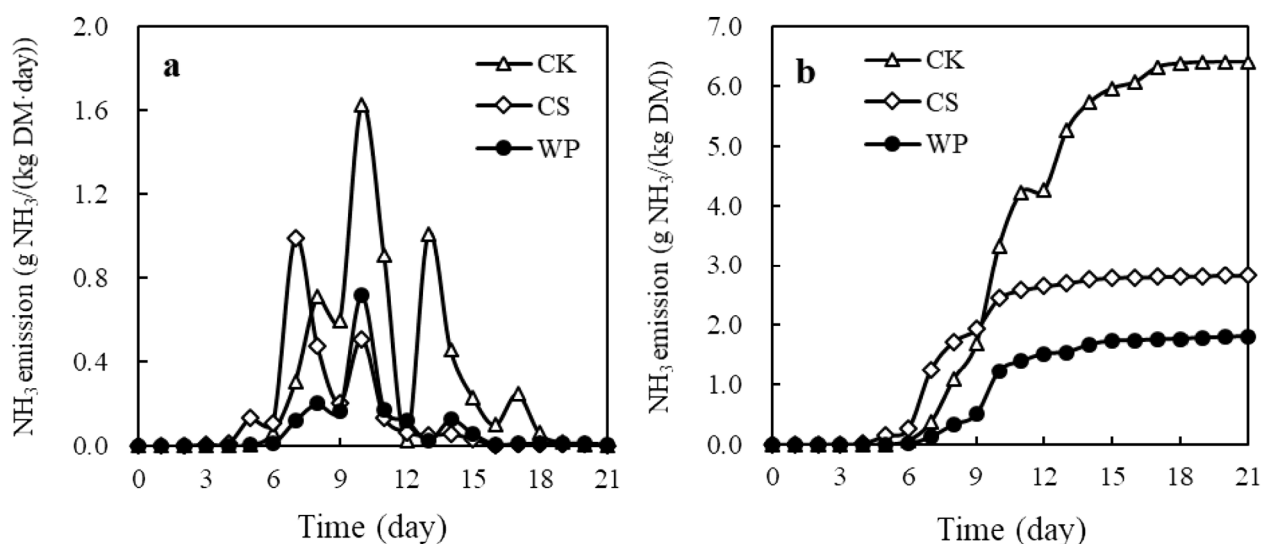 NH3 emission (g NH3/(kg DM·day))
2.0
1.6
1.2
0.8
0.4
0.0
a
CK
CS
WP
0 3 6 9 12 15 18 21
Time (day)
NH3 emission (g NH3/(kg DM))
7.0
6.0
5.0
4.0
3.0
2.0
1.0
0.0
b
CK
CS
WP
0 3 6 9 12 15 18 21
Time (day)